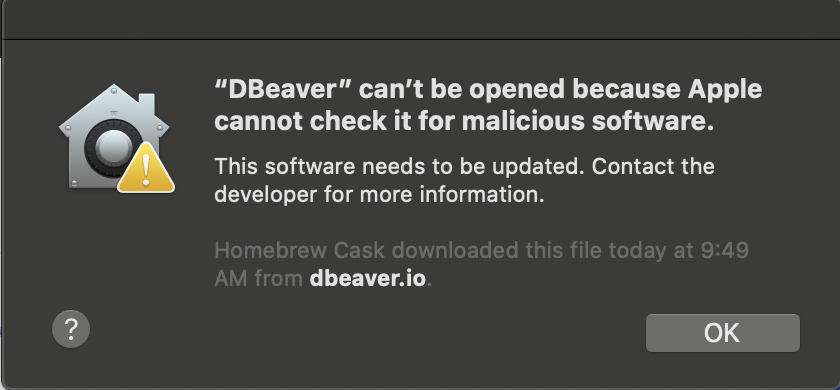 “DBeaver” can’t be opened because Apple
cannot check it for malicious software.
This software needs to be updated. Contact the
developer for more information.
Homebrew Cask downloaded this file today at 9:49
AM from dbeaver.io.
?
OK